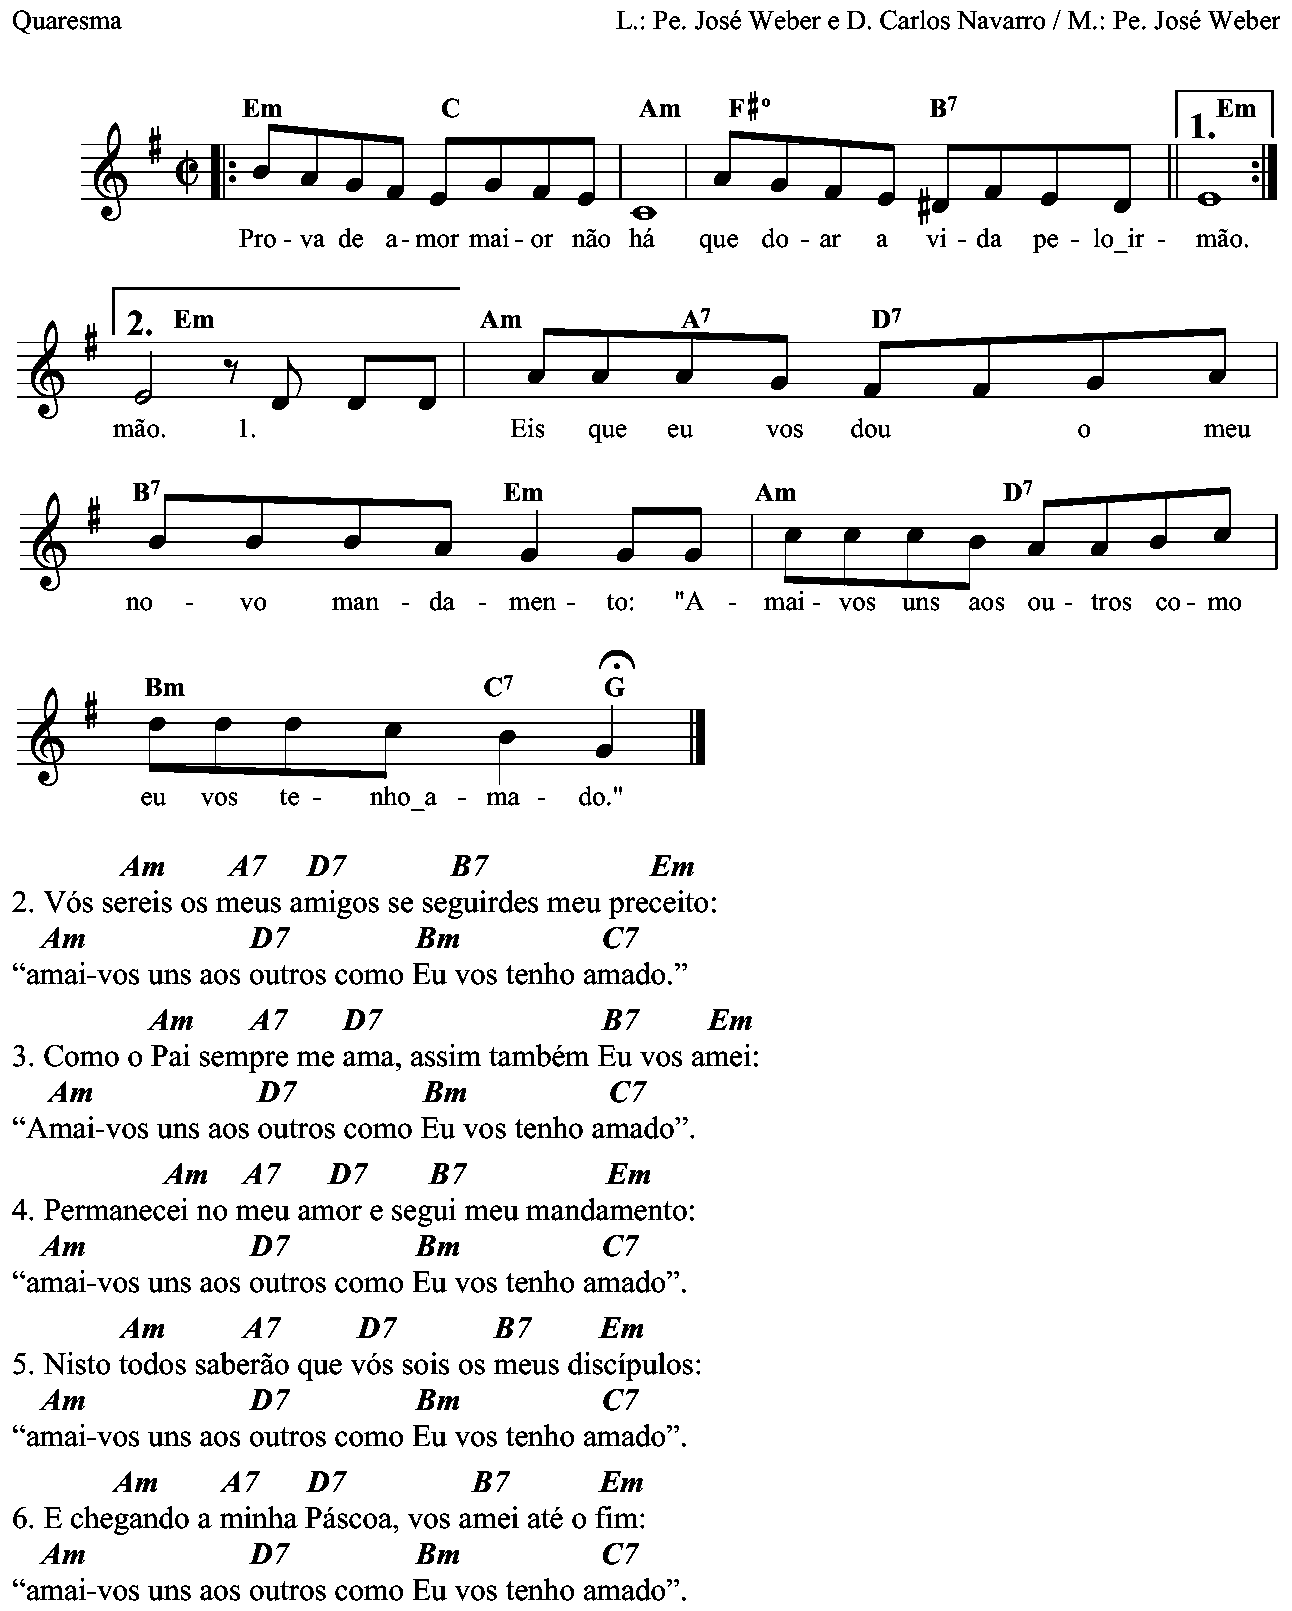 Quaresma L.: Pe. José Weber e D. Carlos Navarro / M.: Pe. José Weber
Em C Am F#º B7 1. Em
Pro - va de a - mor mai - or não há que do - ar a vi - da pe - lo_ir - mão.
2. Em Am A7 D7
mão. 1. Eis que eu vos dou o meu
B7 Em Am D7
no - vo man - da - men - to: "A - mai - vos uns aos ou - tros co - mo
Bm C7 G
eu vos te - nho_a - ma - do."
Am A7 D7 B7 Em
2. Vós sereis os meus amigos se seguirdes meu preceito:
Am D7 Bm C7
“amai-vos uns aos outros como Eu vos tenho amado.”
Am A7 D7 B7 Em
3. Como o Pai sempre me ama, assim também Eu vos amei:
Am D7 Bm C7
“Amai-vos uns aos outros como Eu vos tenho amado”.
Am A7 D7 B7 Em
4. Permanecei no meu amor e segui meu mandamento:
Am D7 Bm C7
“amai-vos uns aos outros como Eu vos tenho amado”.
Am A7 D7 B7 Em
5. Nisto todos saberão que vós sois os meus discípulos:
Am D7 Bm C7
“amai-vos uns aos outros como Eu vos tenho amado”.
Am A7 D7 B7 Em
6. E chegando a minha Páscoa, vos amei até o fim:
Am D7 Bm C7
“amai-vos uns aos outros como Eu vos tenho amado”.